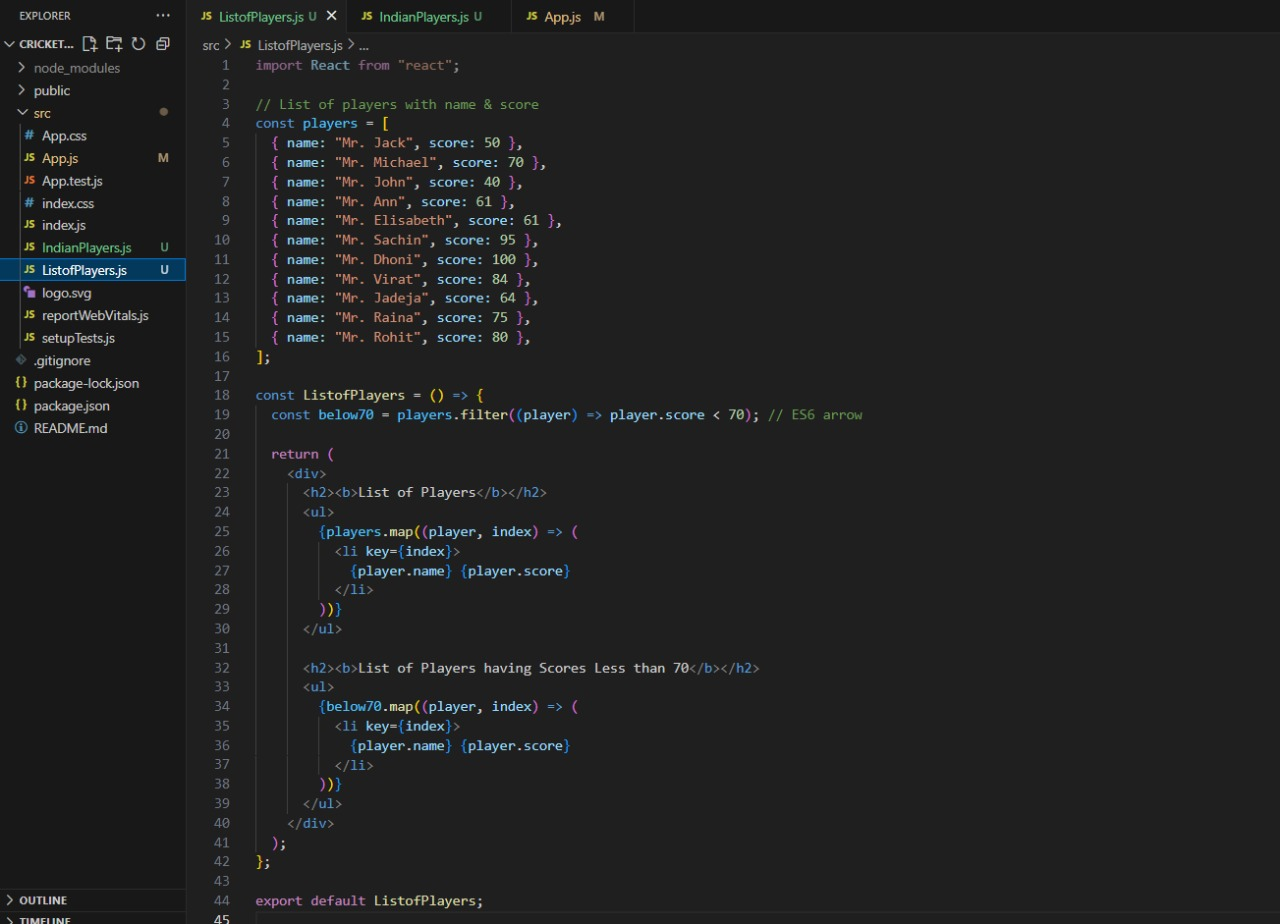 EXPLORER ...
CRICKET...
node_modules
public
src
# App.css
JS App.js M
JS App.test.js
# index.css
JS index.js
JS IndianPlayers.js U
JS ListofPlayers.js U
logo.svg
JS reportWebVitals.js
JS setupTests.js
.gitignore
{} package-lock.json
{} package.json
README.md
OUTLINE
TIMELINE
JS ListofPlayers.js U JS IndianPlayers.js U JS App.js M
src > JS ListofPlayers.js > ...
1 import React from "react";
2
3 // List of players with name & score
4 const players = [
5 { name: "Mr. Jack", score: 50 },
6 { name: "Mr. Michael", score: 70 },
7 { name: "Mr. John", score: 40 },
8 { name: "Mr. Ann", score: 61 },
9 { name: "Mr. Elisabeth", score: 61 },
10 { name: "Mr. Sachin", score: 95 },
11 { name: "Mr. Dhoni", score: 100 },
12 { name: "Mr. Virat", score: 84 },
13 { name: "Mr. Jadeja", score: 64 },
14 { name: "Mr. Raina", score: 75 },
15 { name: "Mr. Rohit", score: 80 },
16 ];
17
18 const ListofPlayers = () => {
19 const below70 = players.filter((player) => player.score < 70); // ES6 arrow
20
21 return (
22 <div>
23 <h2><b>List of Players</b></h2>
24 <ul>
25 {players.map((player, index) => (
26 <li key={index}>
27 {player.name} {player.score}
28 </li>
29 ))}
30 </ul>
31
32 <h2><b>List of Players having Scores Less than 70</b></h2>
33 <ul>
34 {below70.map((player, index) => (
35 <li key={index}>
36 {player.name} {player.score}
37 </li>
38 ))}
39 </ul>
40 </div>
41 );
42 };
43
44 export default ListofPlayers;
45